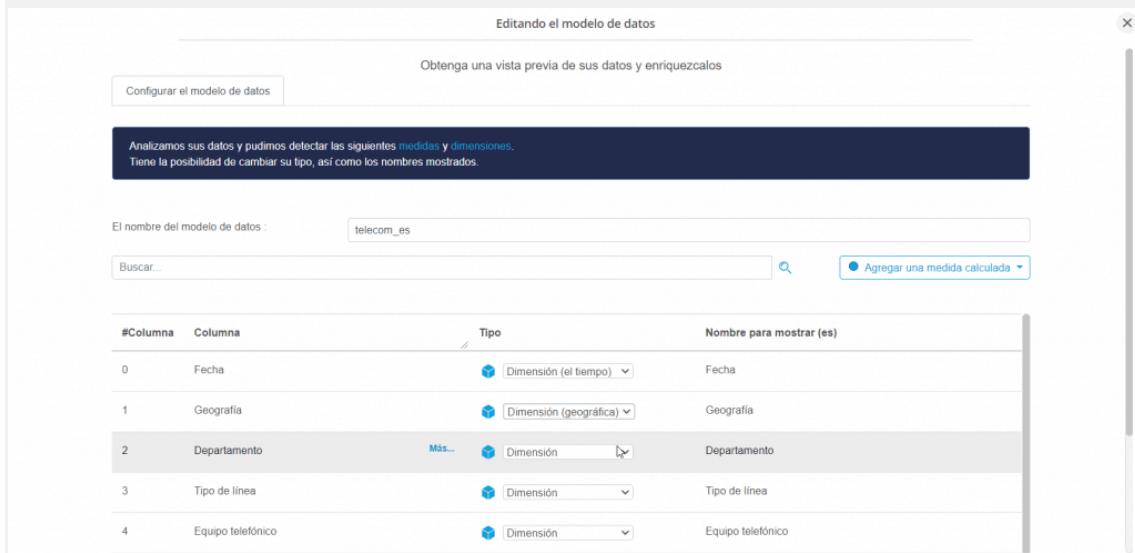 Editando el modelo de datos
Obtenga una vista previa de sus datos y enriquezcalos
Configurar el modelo de datos
Analizamos sus datos y pudimos detectar las siguientes medidas y dimensiones.
Tiene la posibilidad de cambiar su tipo, así como los nombres mostrados.
El nombre del modelo de datos :
telecom_es
Buscar...
Agregar una medida calculada
#Columna Columna Tipo Nombre para mostrar (es)
0 Fecha Dimensión (el tiempo) Fecha
1 Geografía Dimensión (geográfica) Geografía
2 Departamento Más... Dimensión Departamento
3 Tipo de línea Dimensión Tipo de línea
4 Equipo telefónico Dimensión Equipo telefónico